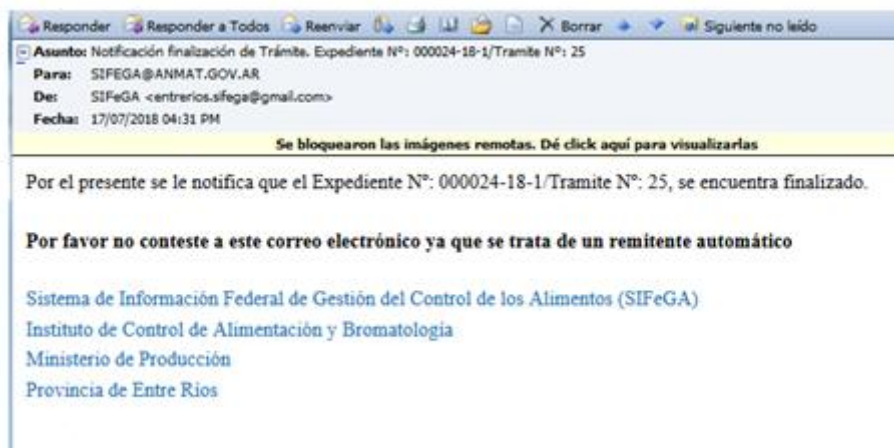 Responder Responder a Todos Reenviar Borrar Siguiente no leído
Asunto: Notificación finalización de Trámite. Expediente Nº: 000024-18-1/Tramite Nº: 25
Para: SIFEGA@ANMAT.GOV.AR
De: SIFeGA <entrerios.sifega@gmail.com>
Fecha: 17/07/2018 04:31 PM
Se bloquearon las imágenes remotas. Dé click aquí para visualizarlas
Por el presente se le notifica que el Expediente Nº: 000024-18-1/Tramite Nº: 25, se encuentra finalizado.
Por favor no conteste a este correo electrónico ya que se trata de un remitente automático
Sistema de Información Federal de Gestión del Control de los Alimentos (SIFeGA)
Instituto de Control de Alimentación y Bromatología
Ministerio de Producción
Provincia de Entre Ríos